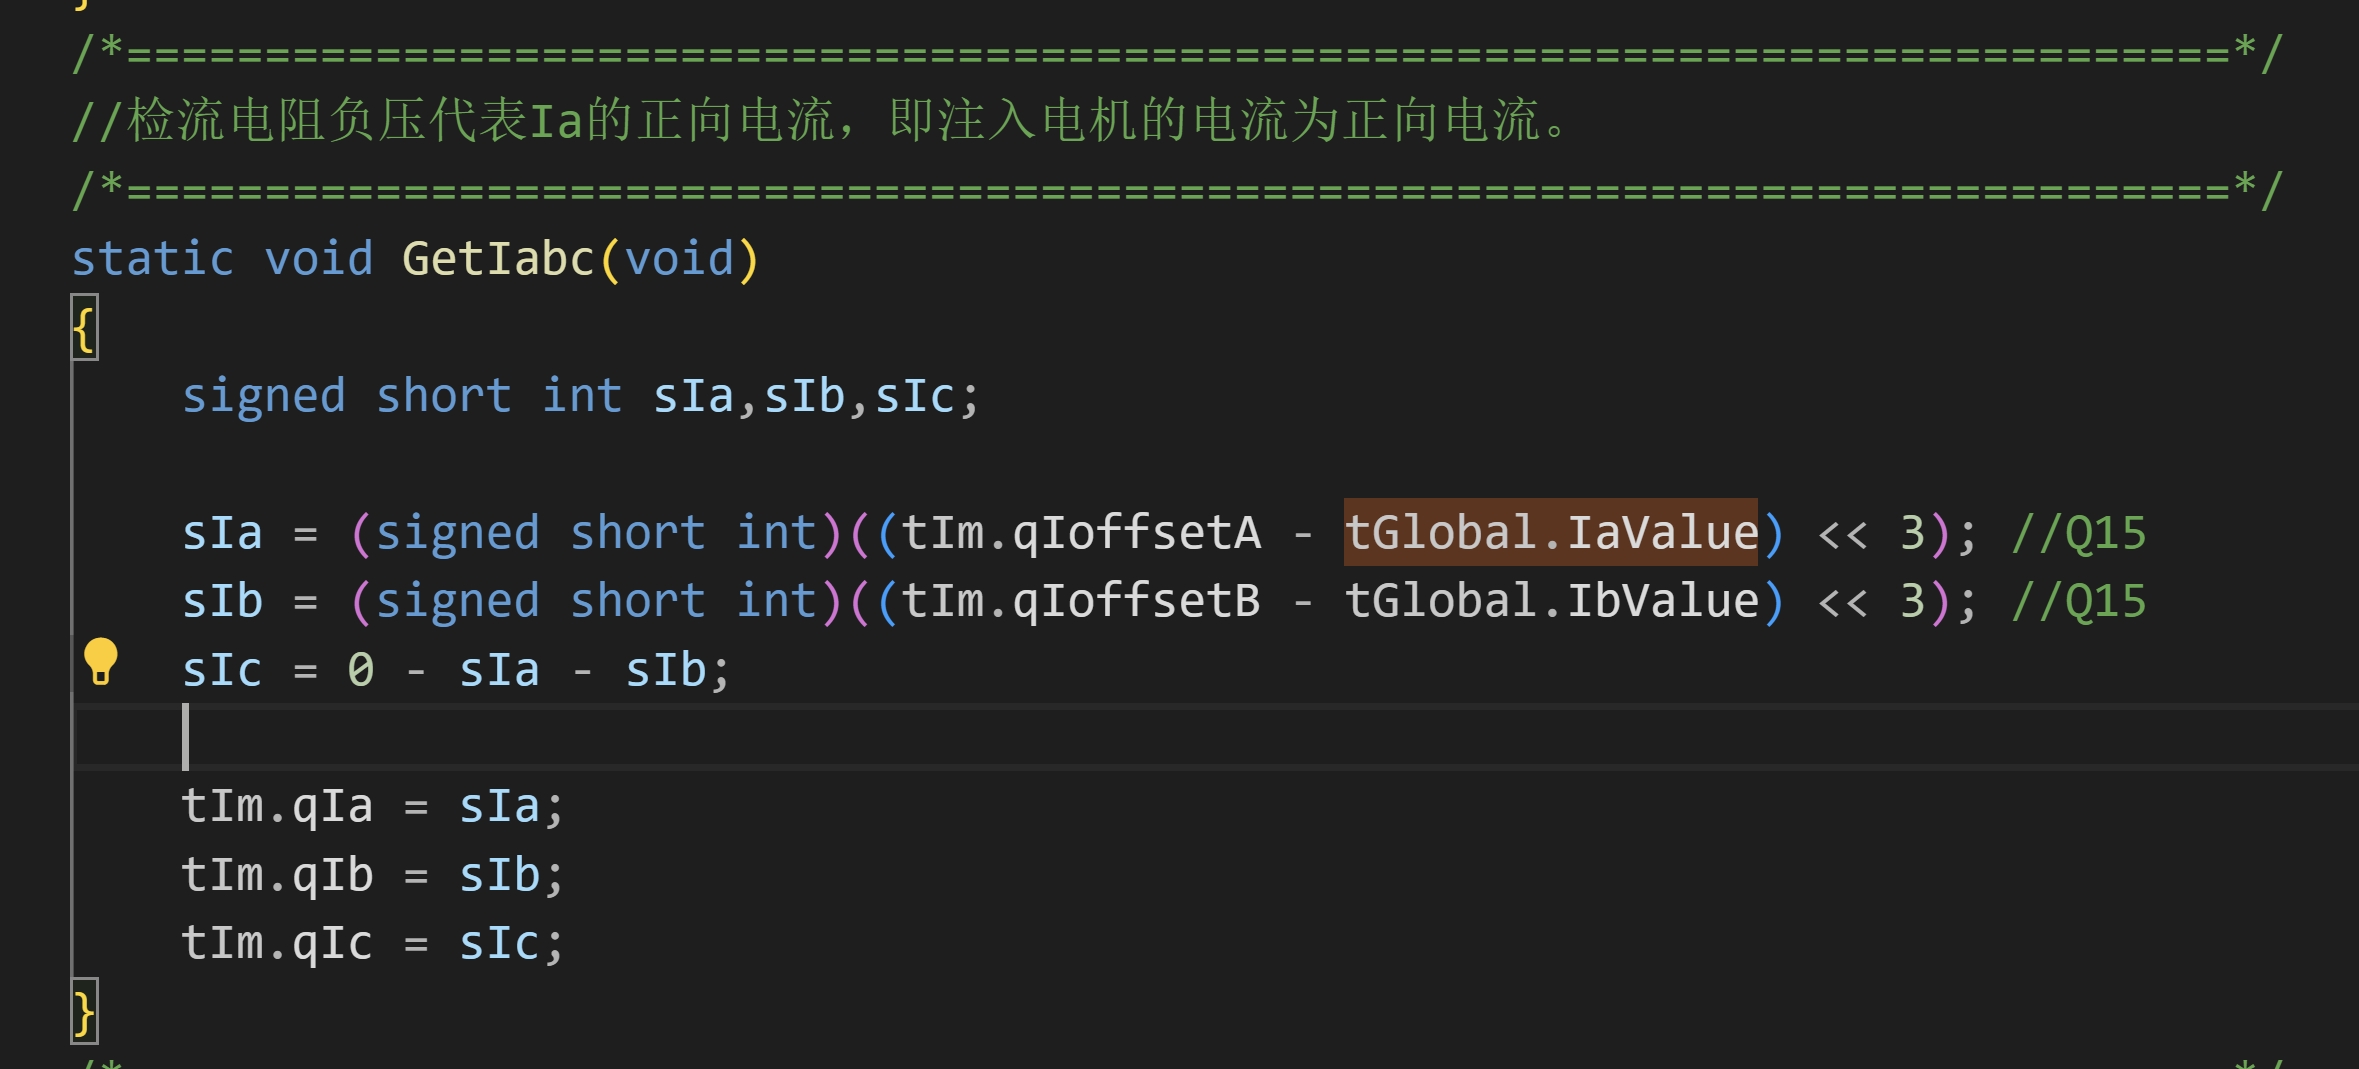 }
/*============================================================================*/
//检流电阻负压代表Ia的正向电流，即注入电机的电流为正向电流。
/*============================================================================*/
static void GetIabc(void)
{
signed short int sIa,sIb,sIc;
sIa = (signed short int)((tIm.qIoffsetA - tGlobal.IaValue) << 3); //Q15
sIb = (signed short int)((tIm.qIoffsetB - tGlobal.IbValue) << 3); //Q15
sIc = 0 - sIa - sIb;
tIm.qIa = sIa;
tIm.qIb = sIb;
tIm.qIc = sIc;
}